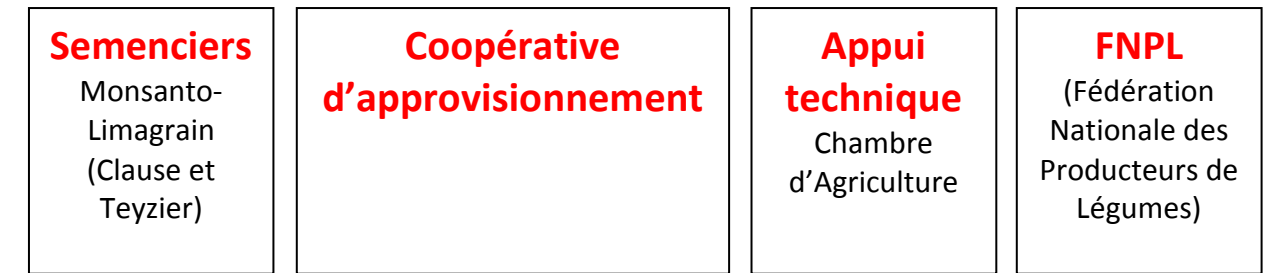 Semenciers
Monsanto-
Limagrain
(Clause et
Teyzier)
Coopérative
d’approvisionnement
Appui
technique
Chambre
d’Agriculture
FNPL
(Fédération
Nationale des
Producteurs de
Légumes)